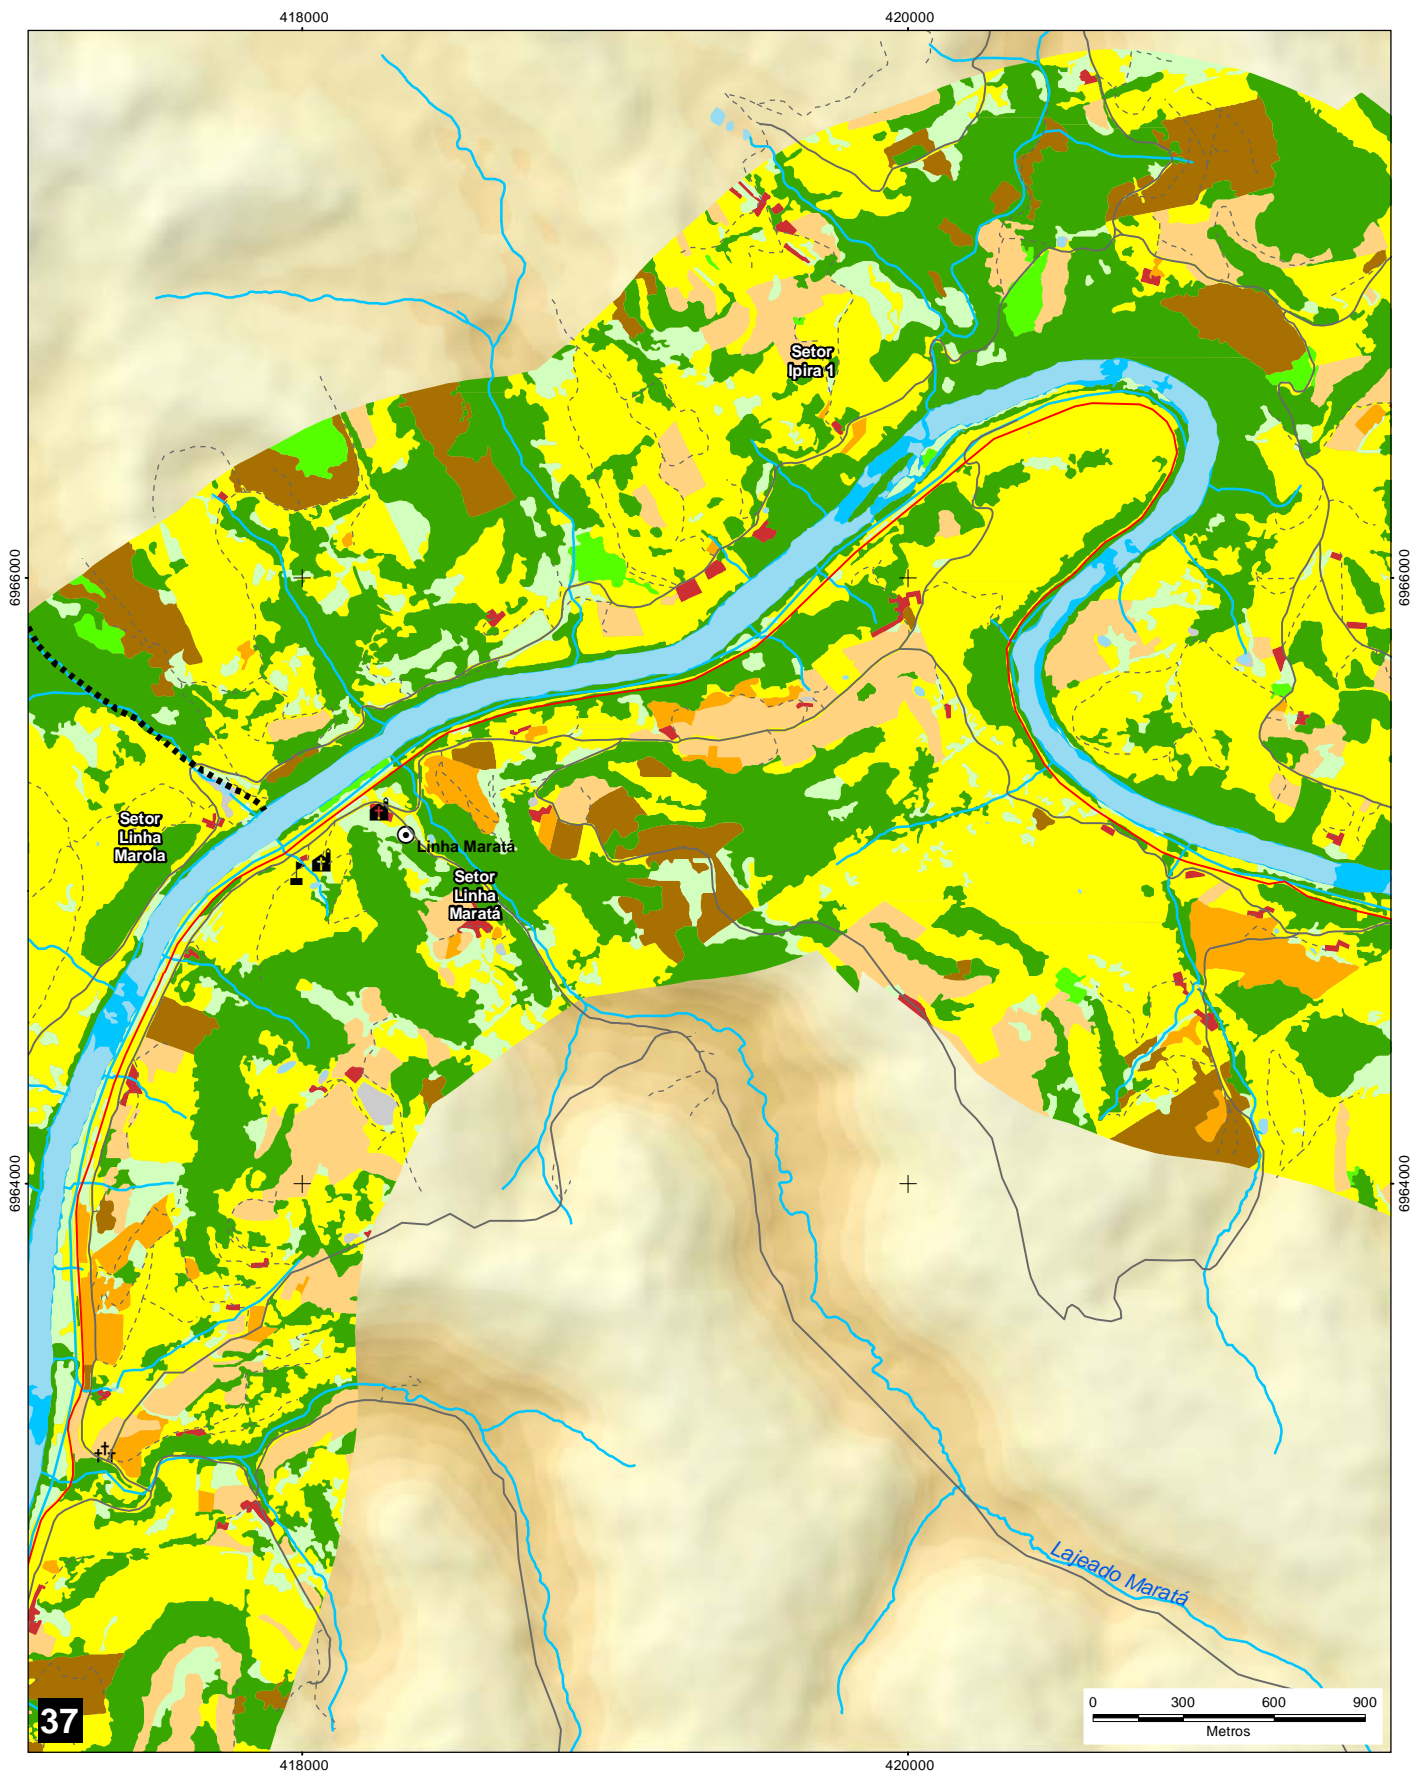 418000
420000
Setor
Ipira 1
6966000
6966000
Setor
Linha
Marola
Linha Maratá
Setor
Linha
Maratá
6964000
6964000
Lajeado Maratá
37
0 300 600 900
Metros
418000
420000